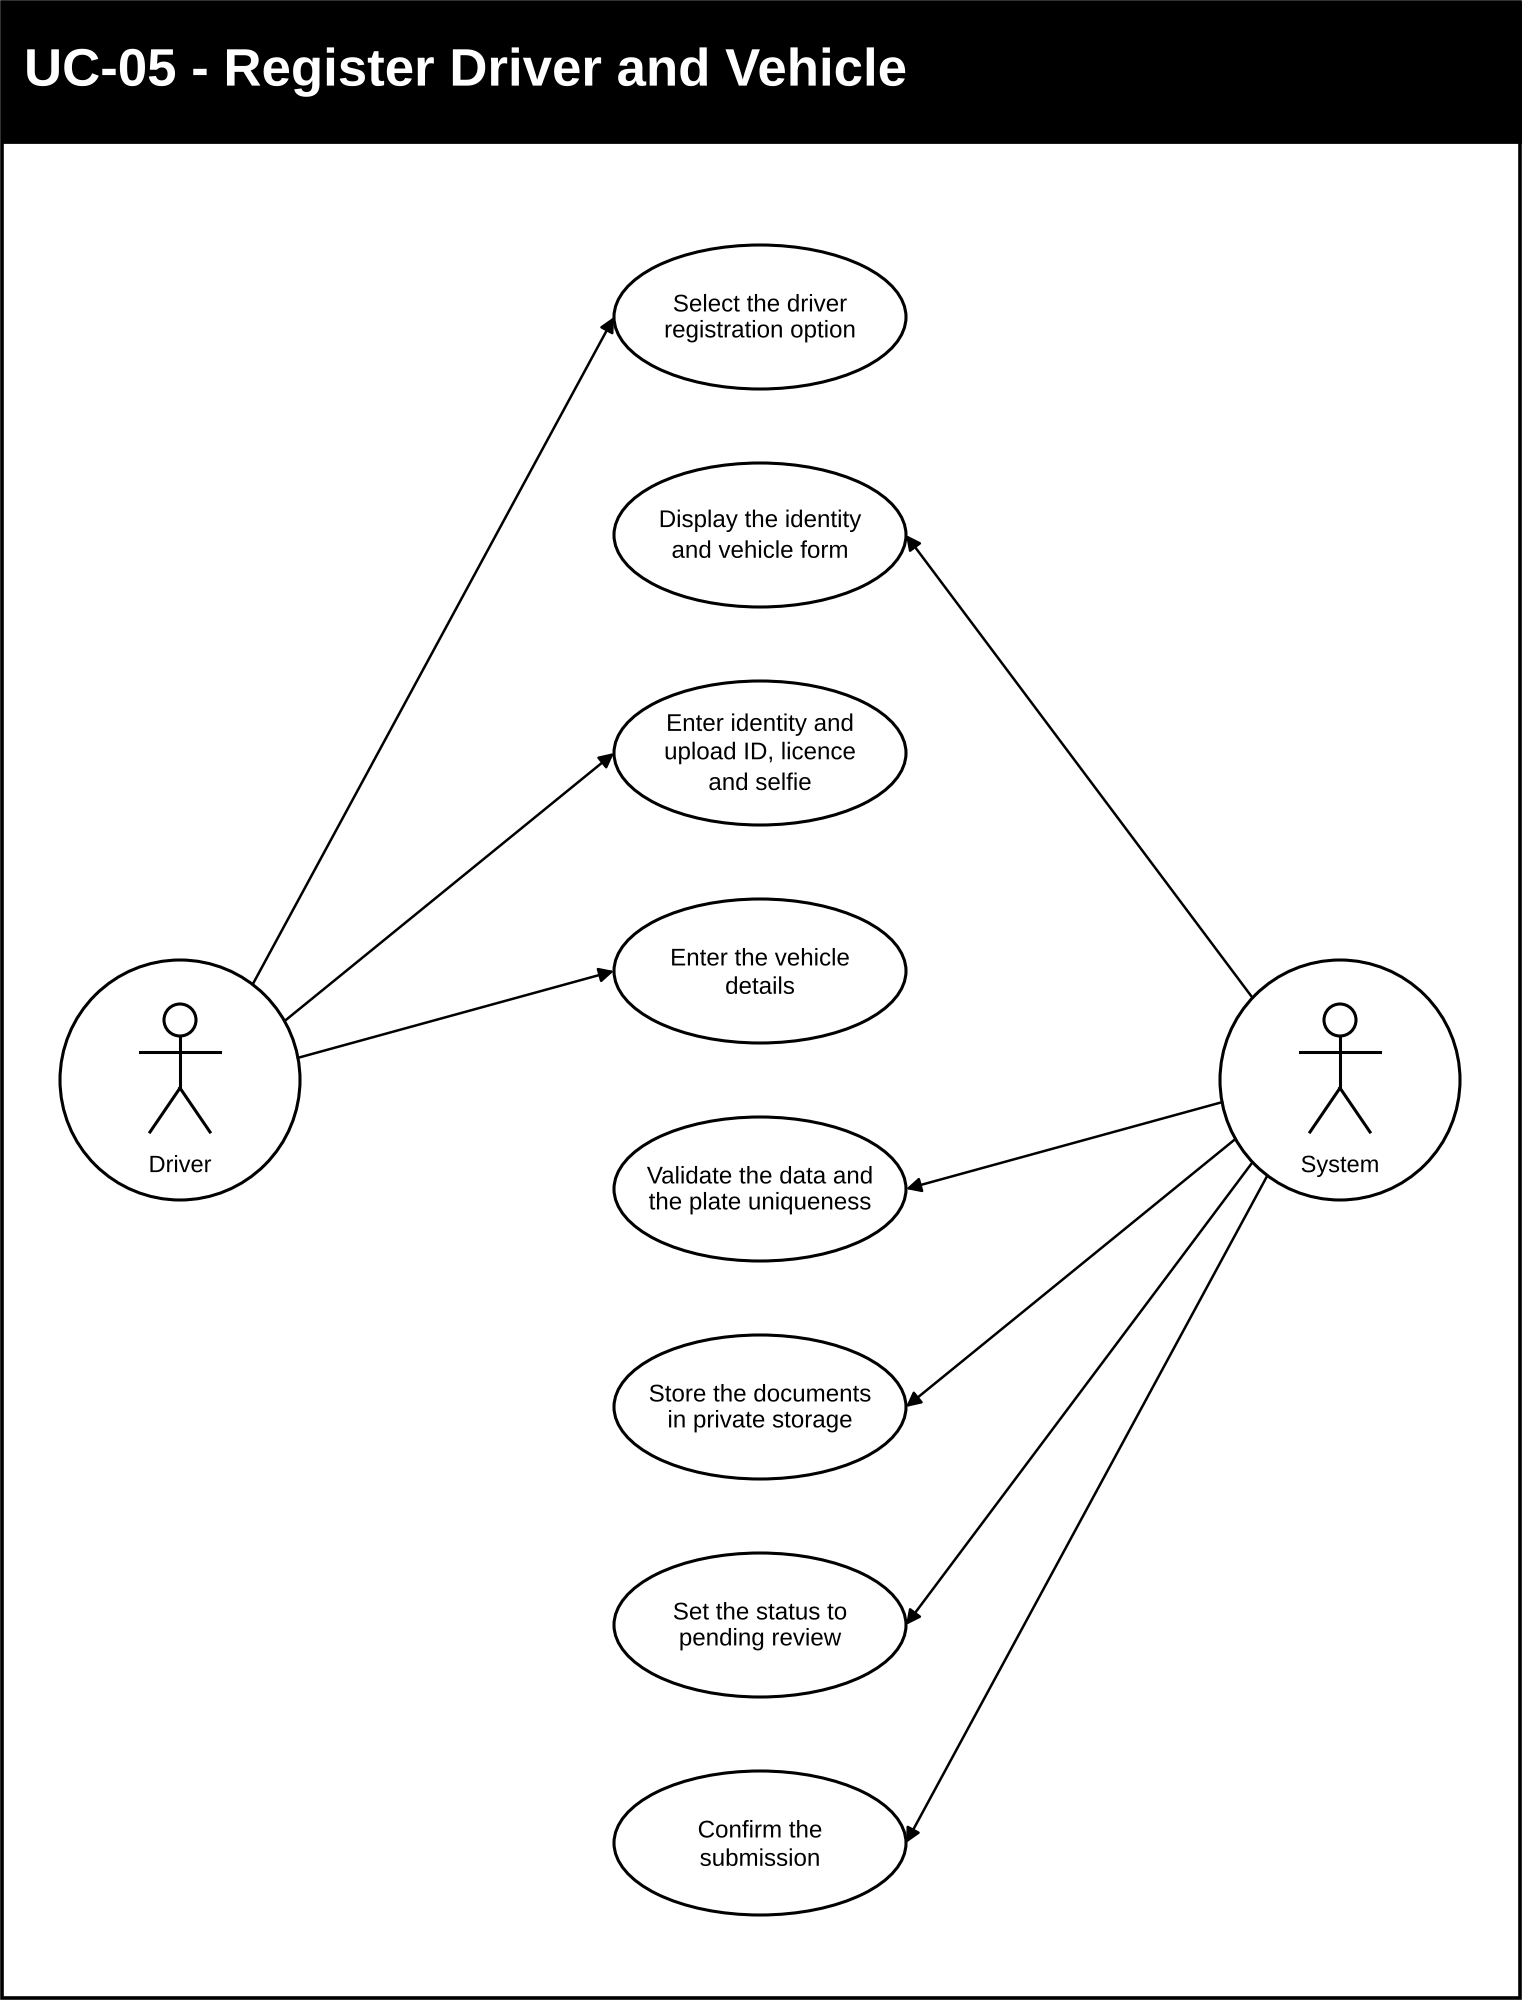 UC-05 - Register Driver and Vehicle
Select the driver
registration option
Display the identity
and vehicle form
Enter identity and
upload ID, licence
and selfie
Enter the vehicle
details
Driver
System
Validate the data and
the plate uniqueness
Store the documents
in private storage
Set the status to
pending review
Confirm the
submission